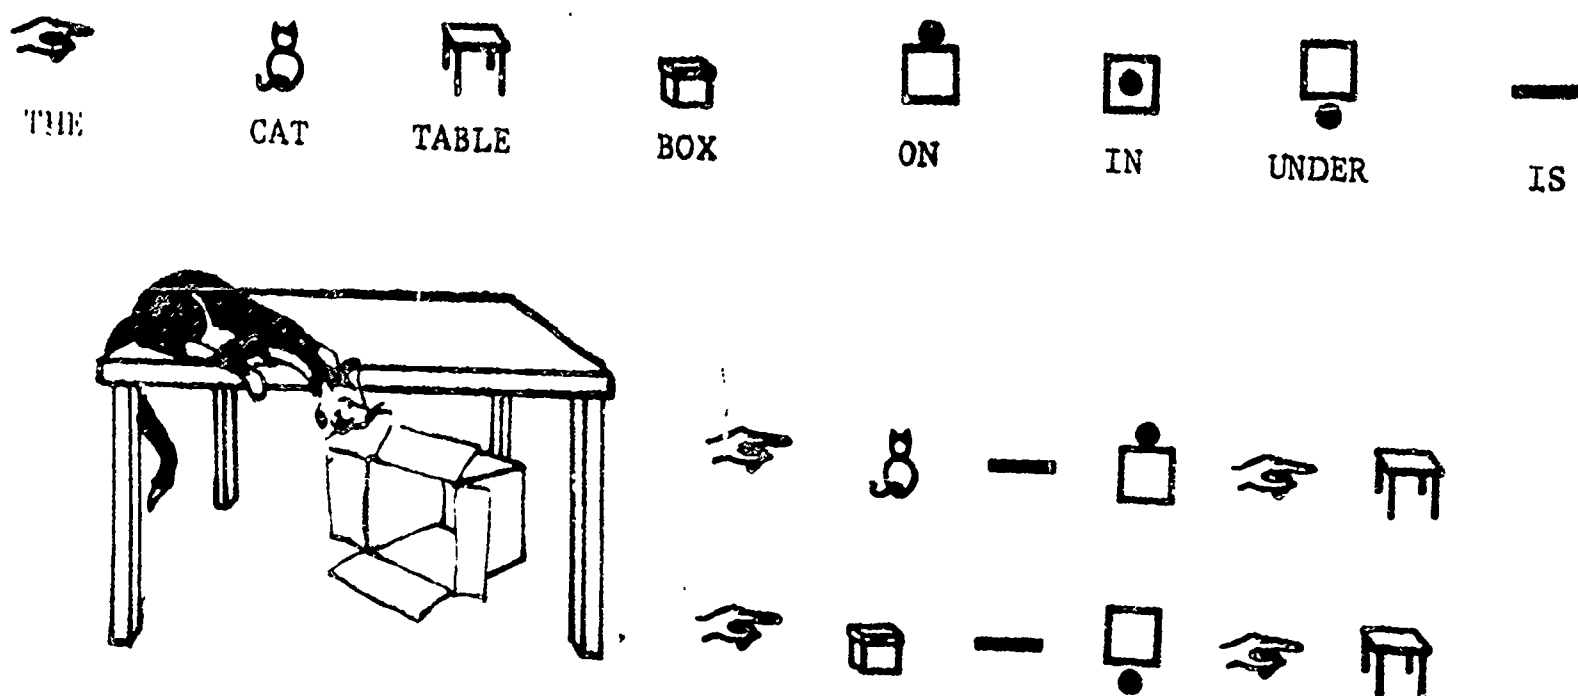 THE CAT TABLE BOX ON IN UNDER IS